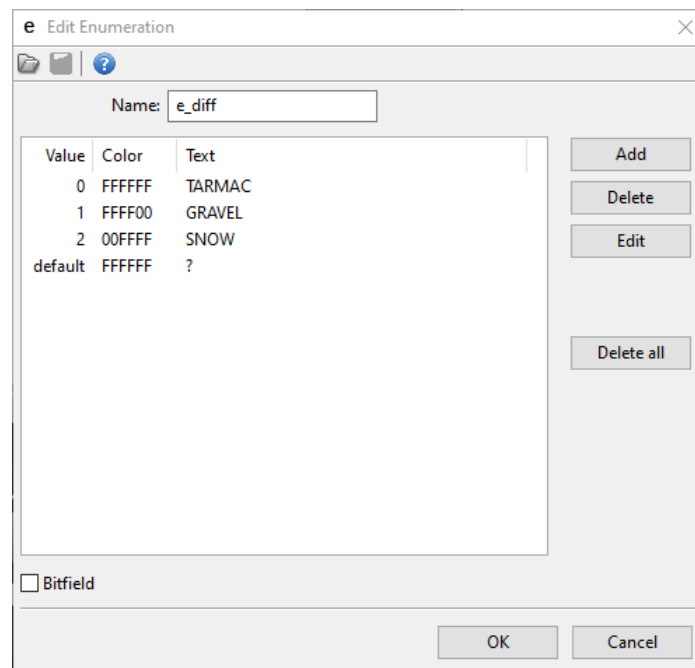 e Edit Enumeration
Name: e_diff
Value Color Text
0 FFFFFF TARMAC
1 FFFF00 GRAVEL
2 00FFFF SNOW
default FFFFFF ?
Add
Delete
Edit
Delete all
Bitfield
OK Cancel